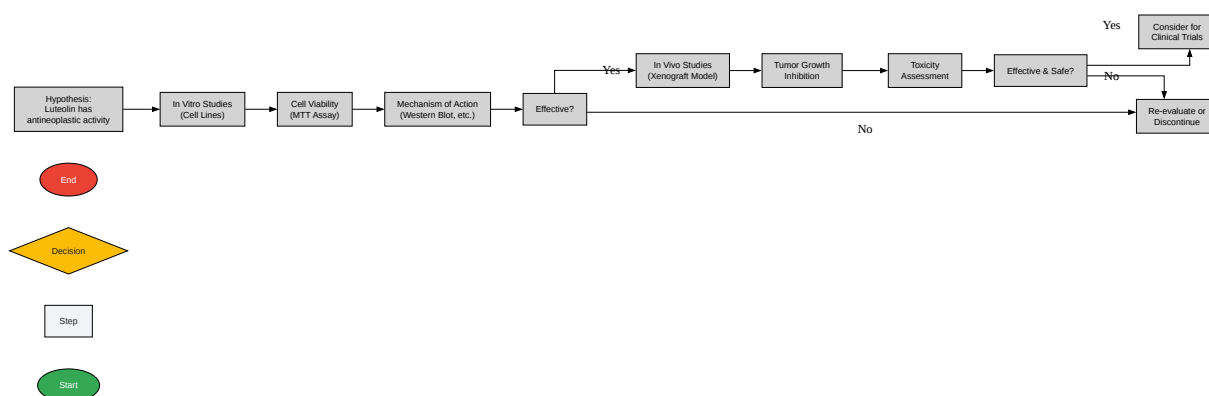 Hypothesis:
Luteolin has
antineoplastic activity
In Vitro Studies
(Cell Lines)
Cell Viability
(MTT Assay)
Mechanism of Action
(Western Blot, etc.)
Effective?
Yes
In Vivo Studies
(Xenograft Model)
Tumor Growth
Inhibition
Toxicity
Assessment
Effective & Safe?
Yes
Consider for
Clinical Trials
No
Re-evaluate or
Discontinue
No
End
Decision
Step
Start